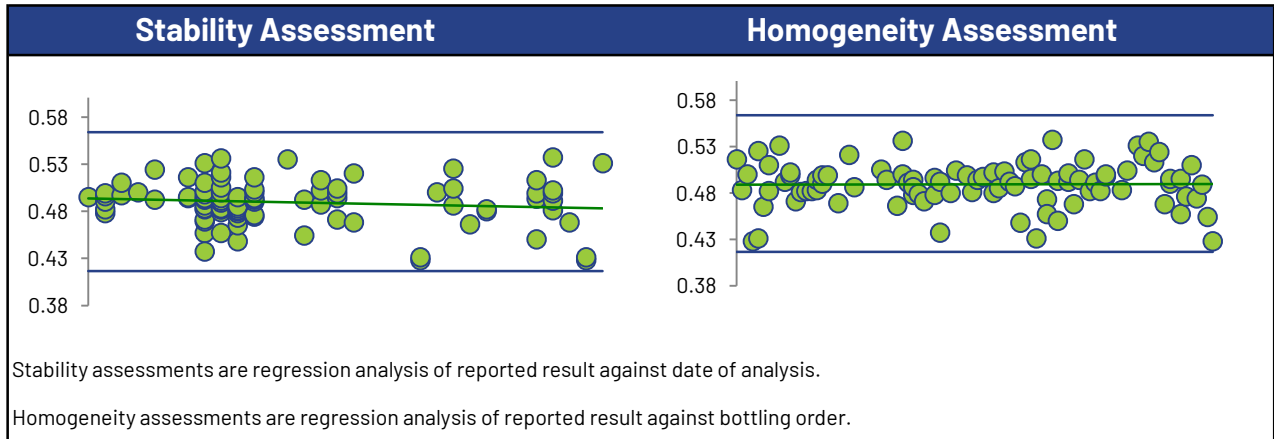 Stability Assessment
Homogeneity Assessment
0.58
0.53
0.48
0.43
0.38
0.58
0.53
0.48
0.43
0.38
Stability assessments are regression analysis of reported result against date of analysis.
Homogeneity assessments are regression analysis of reported result against bottling order.